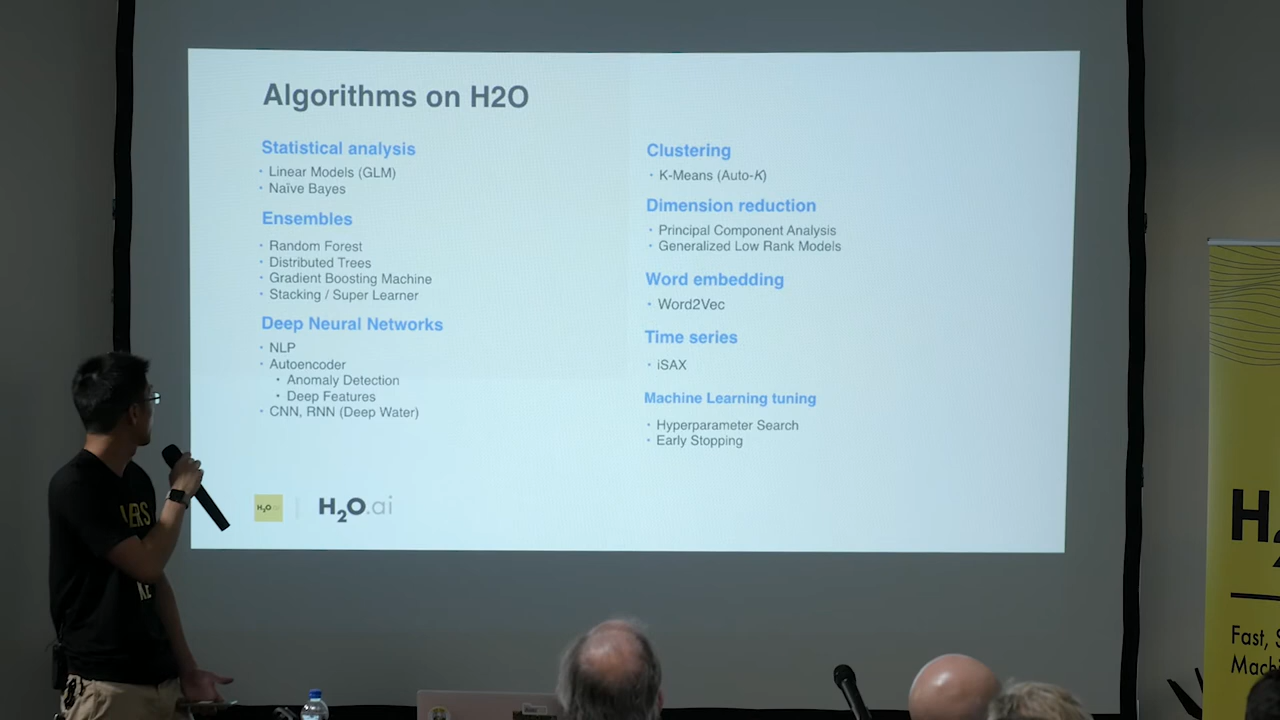 Algorithms on H2O
Statistical analysis
• Linear Models (GLM)
• Naïve Bayes
Ensembles
• Random Forest
• Distributed Trees
• Gradient Boosting Machine
• Stacking / Super Learner
Deep Neural Networks
• NLP
• Autoencoder
• Anomaly Detection
• Deep Features
• CNN, RNN (Deep Water)
Clustering
• K-Means (Auto-K)
Dimension reduction
• Principal Component Analysis
• Generalized Low Rank Models
Word embedding
• Word2Vec
Time series
• iSAX
Machine Learning tuning
• Hyperparameter Search
• Early Stopping
H2O.ai
Fast,